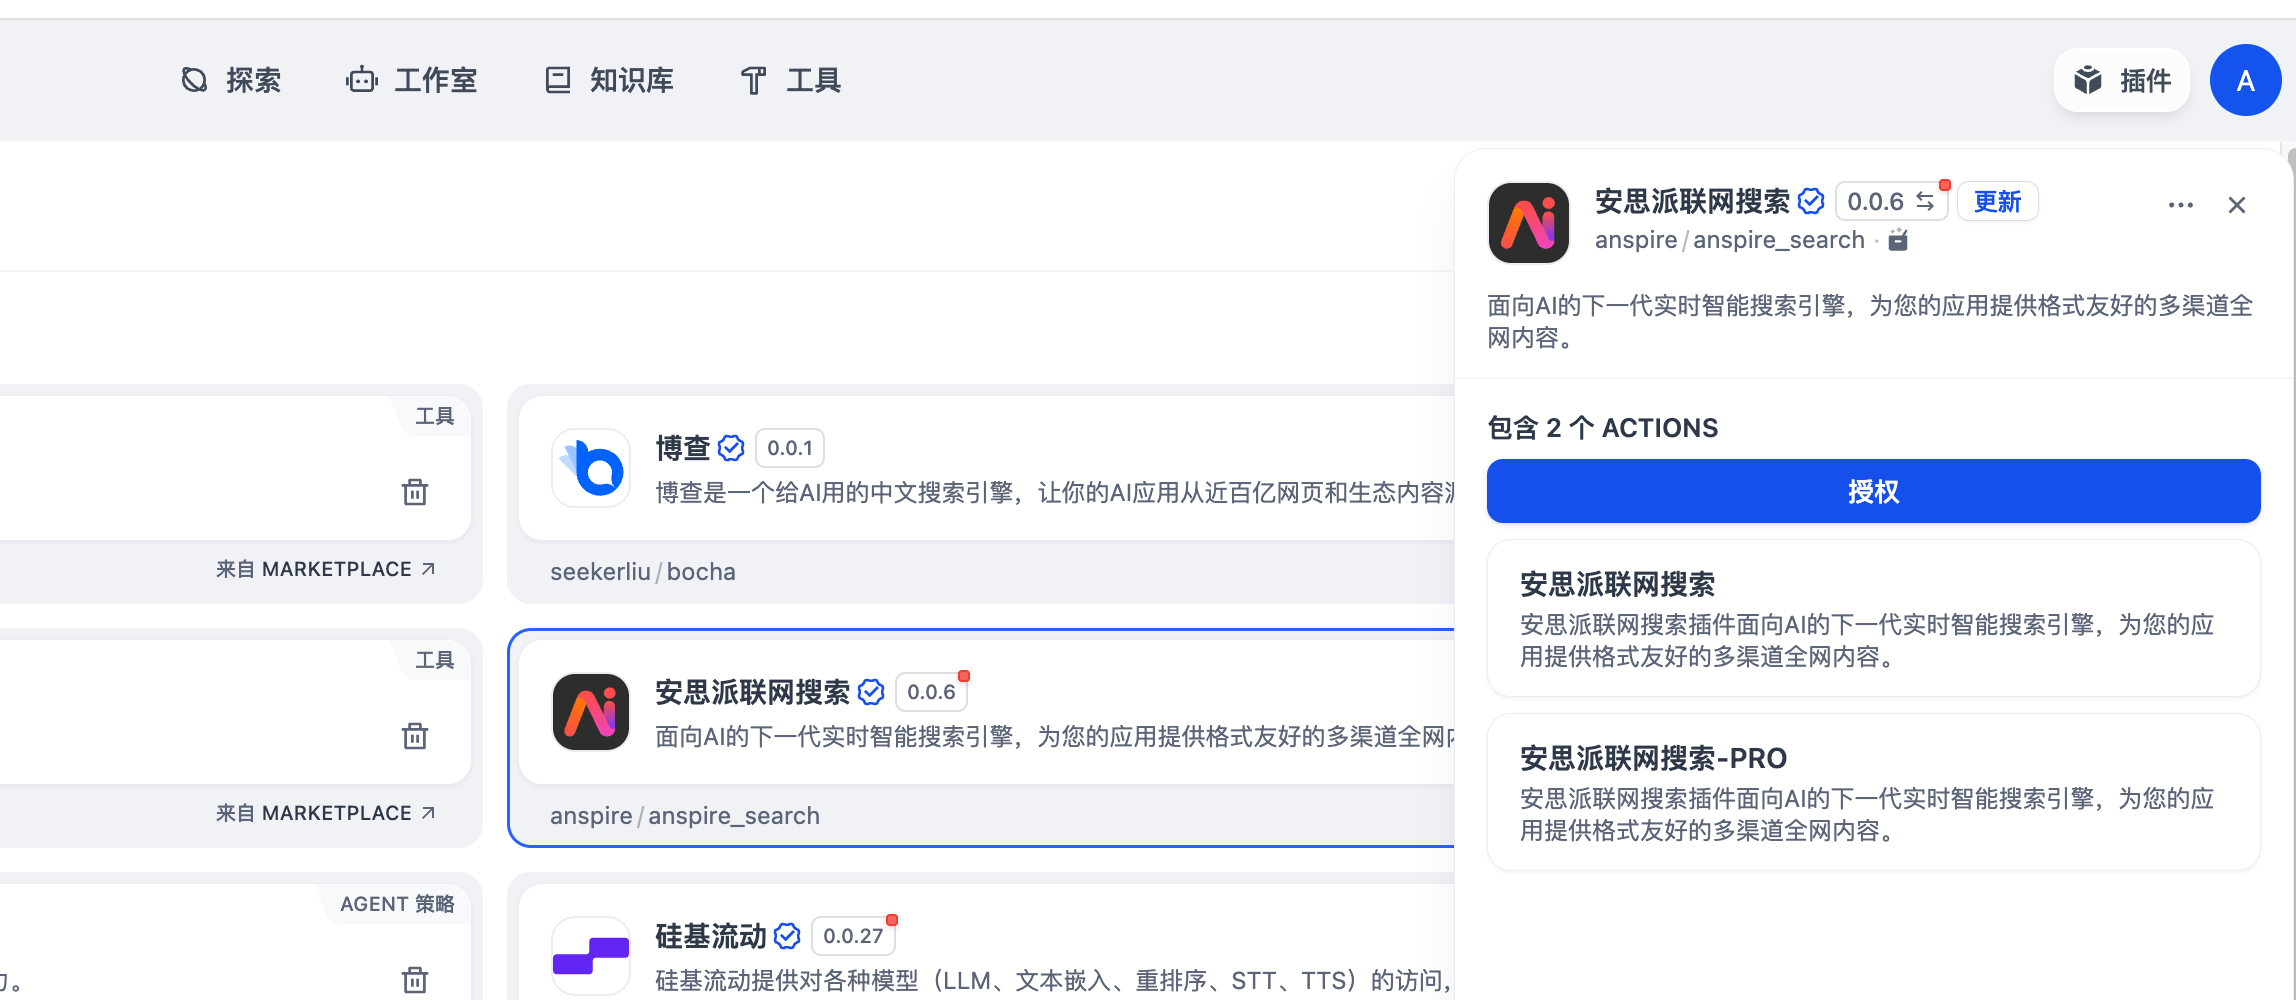 探索
工作室
知识库
工具
插件
A
工具
来自 MARKETPLACE
博查
0.0.1
博查是一个给AI用的中文搜索引擎，让你的AI应用从近百亿网页和生态内容
seekerliu / bocha
工具
来自 MARKETPLACE
安思派联网搜索
0.0.6
面向AI的下一代实时智能搜索引擎，为您的应用提供格式友好的多渠道全网
anspire / anspire_search
AGENT 策略
。
硅基流动
0.0.27
硅基流动提供对各种模型（LLM、文本嵌入、重排序、STT、TTS）的访问，
安思派联网搜索
0.0.6
更新
anspire / anspire_search ·
面向AI的下一代实时智能搜索引擎，为您的应用提供格式友好的多渠道全
网内容。
包含 2 个 ACTIONS
授权
安思派联网搜索
安思派联网搜索插件面向AI的下一代实时智能搜索引擎，为您的应
用提供格式友好的多渠道全网内容。
安思派联网搜索-PRO
安思派联网搜索插件面向AI的下一代实时智能搜索引擎，为您的应
用提供格式友好的多渠道全网内容。